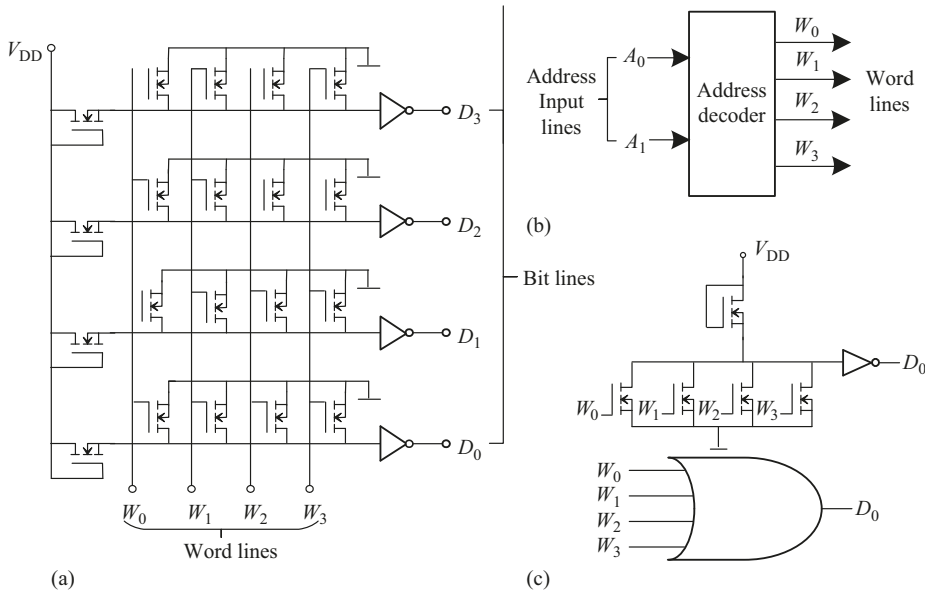 V_DD
D_3
D_2
D_1
D_0
Bit lines
W_0 W_1 W_2 W_3
Word lines
(a)
Address
Input
lines
A_0
A_1
Address
decoder
W_0
W_1
W_2
W_3
Word
lines
(b)
V_DD
D_0
W_0 W_1 W_2 W_3
W_0
W_1
W_2
W_3
D_0
(c)